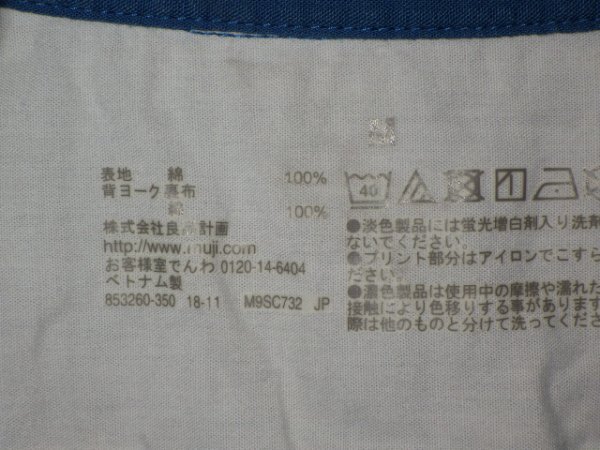 M
表地 綿 100%
背ヨーク裏布
綿 100%
株式会社良品計画
http://www.muji.com
お客様室でんわ 0120-14-6404
ベトナム製
853260-350 18-11 M9SC732 JP
40
●淡色製品には蛍光増白剤入り洗剤
ないでください。
●プリント部分はアイロンでこす
ださい。
●濃色製品は使用中の摩擦や濡れた
接触により色移りする事があります
際は他のものと分けて洗ってくださ